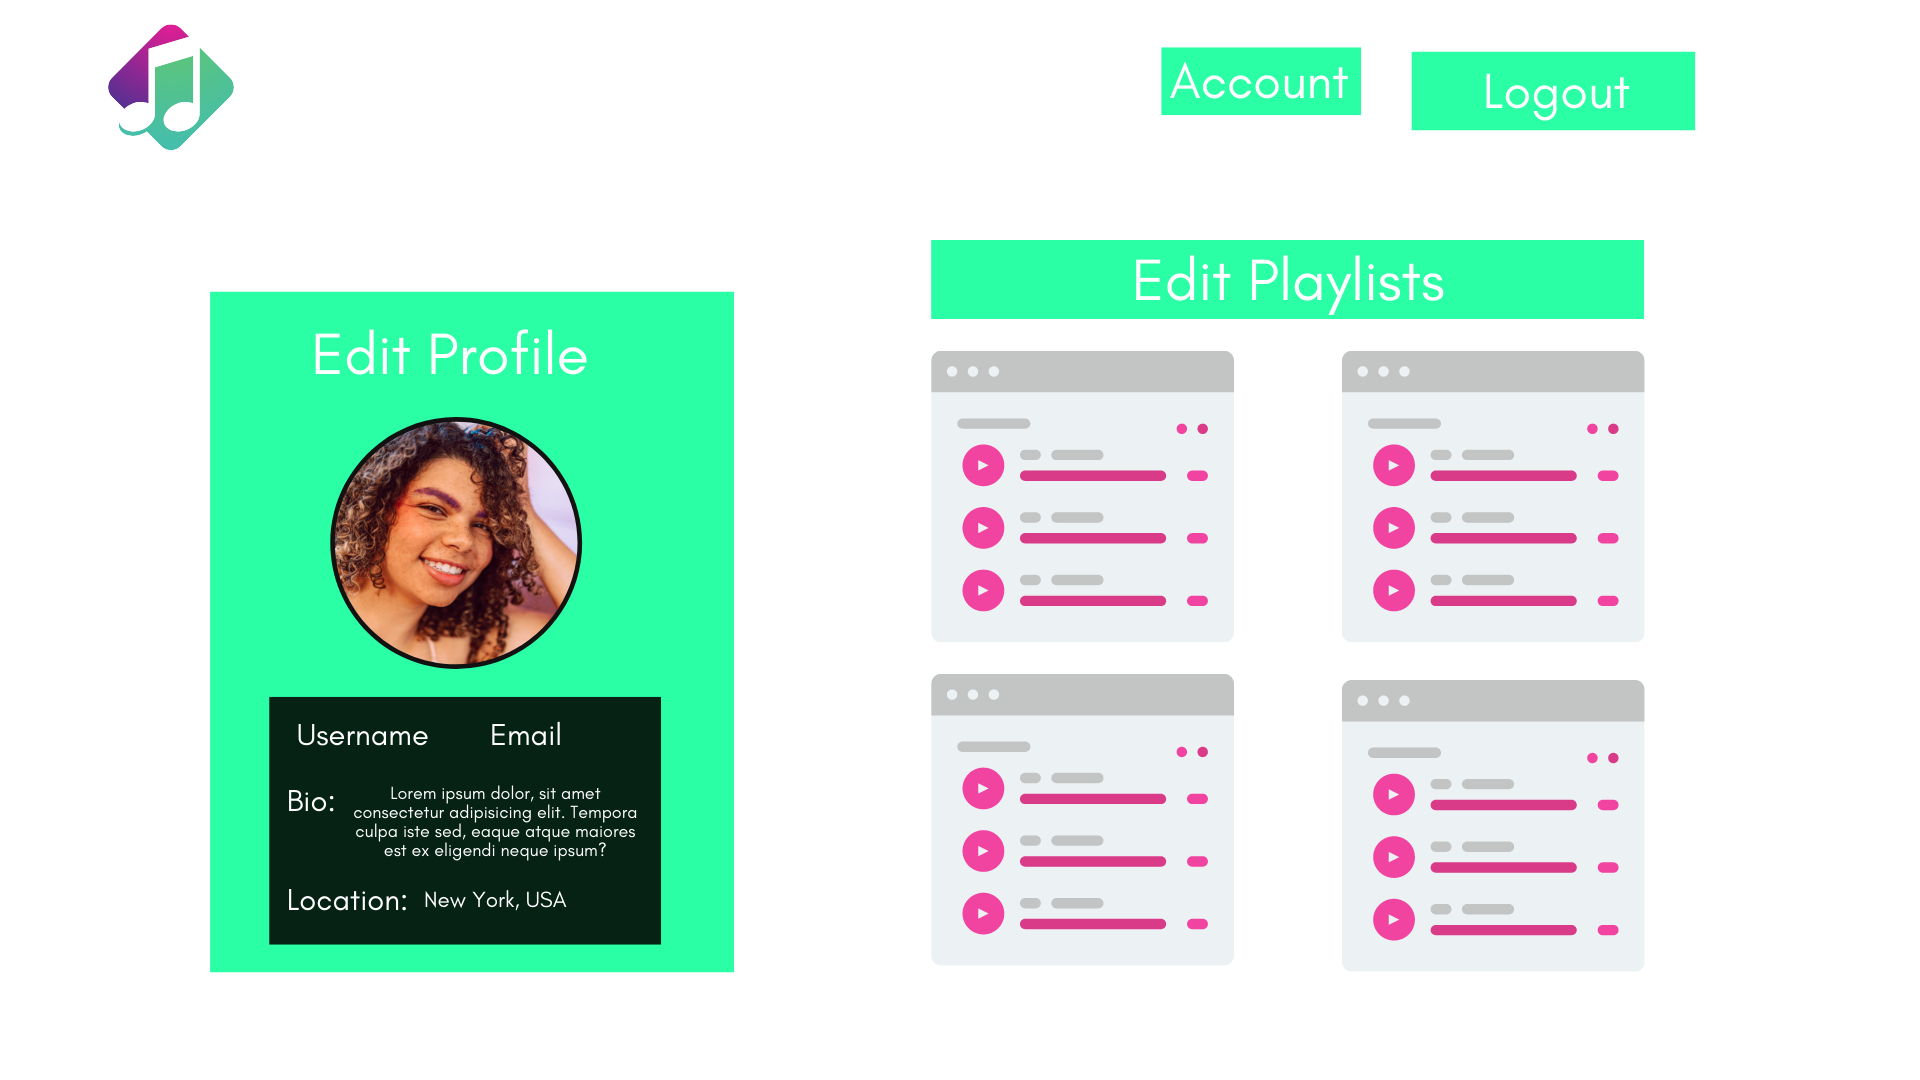 Account
Logout
Edit Playlists
Edit Profile
Username Email
Bio:
Lorem ipsum dolor, sit amet
consectetur adipisicing elit. Tempora
culpa iste sed, eaque atque maiores
est ex eligendi neque ipsum?
Location: New York, USA